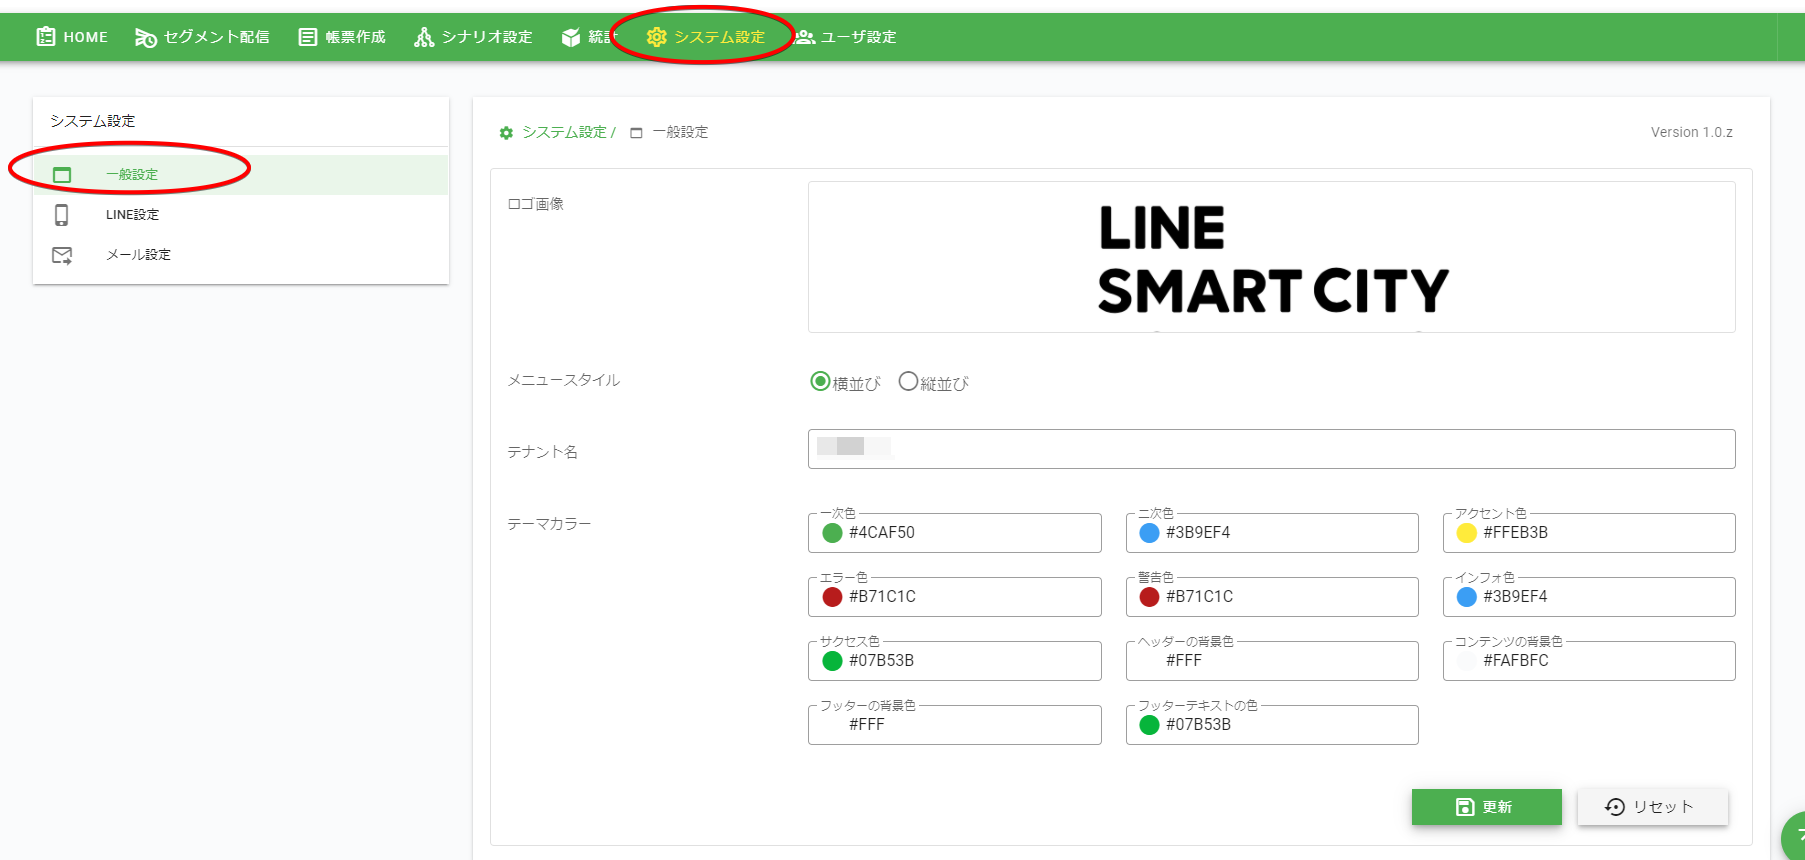 HOME セグメント配信 帳票作成 シナリオ設定 統計 システム設定 ユーザ設定
システム設定
一般設定
LINE設定
メール設定
システム設定 / 一般設定 Version 1.0.z
ロゴ画像
LINE
SMART CITY
メニュースタイル 横並び 縦並び
テナント名
テーマカラー
一次色 二次色 アクセント色
#4CAF50 #3B9EF4 #FFEB3B
エラー色 警告色 インフォ色
#B71C1C #B71C1C #3B9EF4
サクセス色 ヘッダーの背景色 コンテンツの背景色
#07B53B #FFF #FAFBFC
フッターの背景色 フッターテキストの色
#FFF #07B53B
更新 リセット